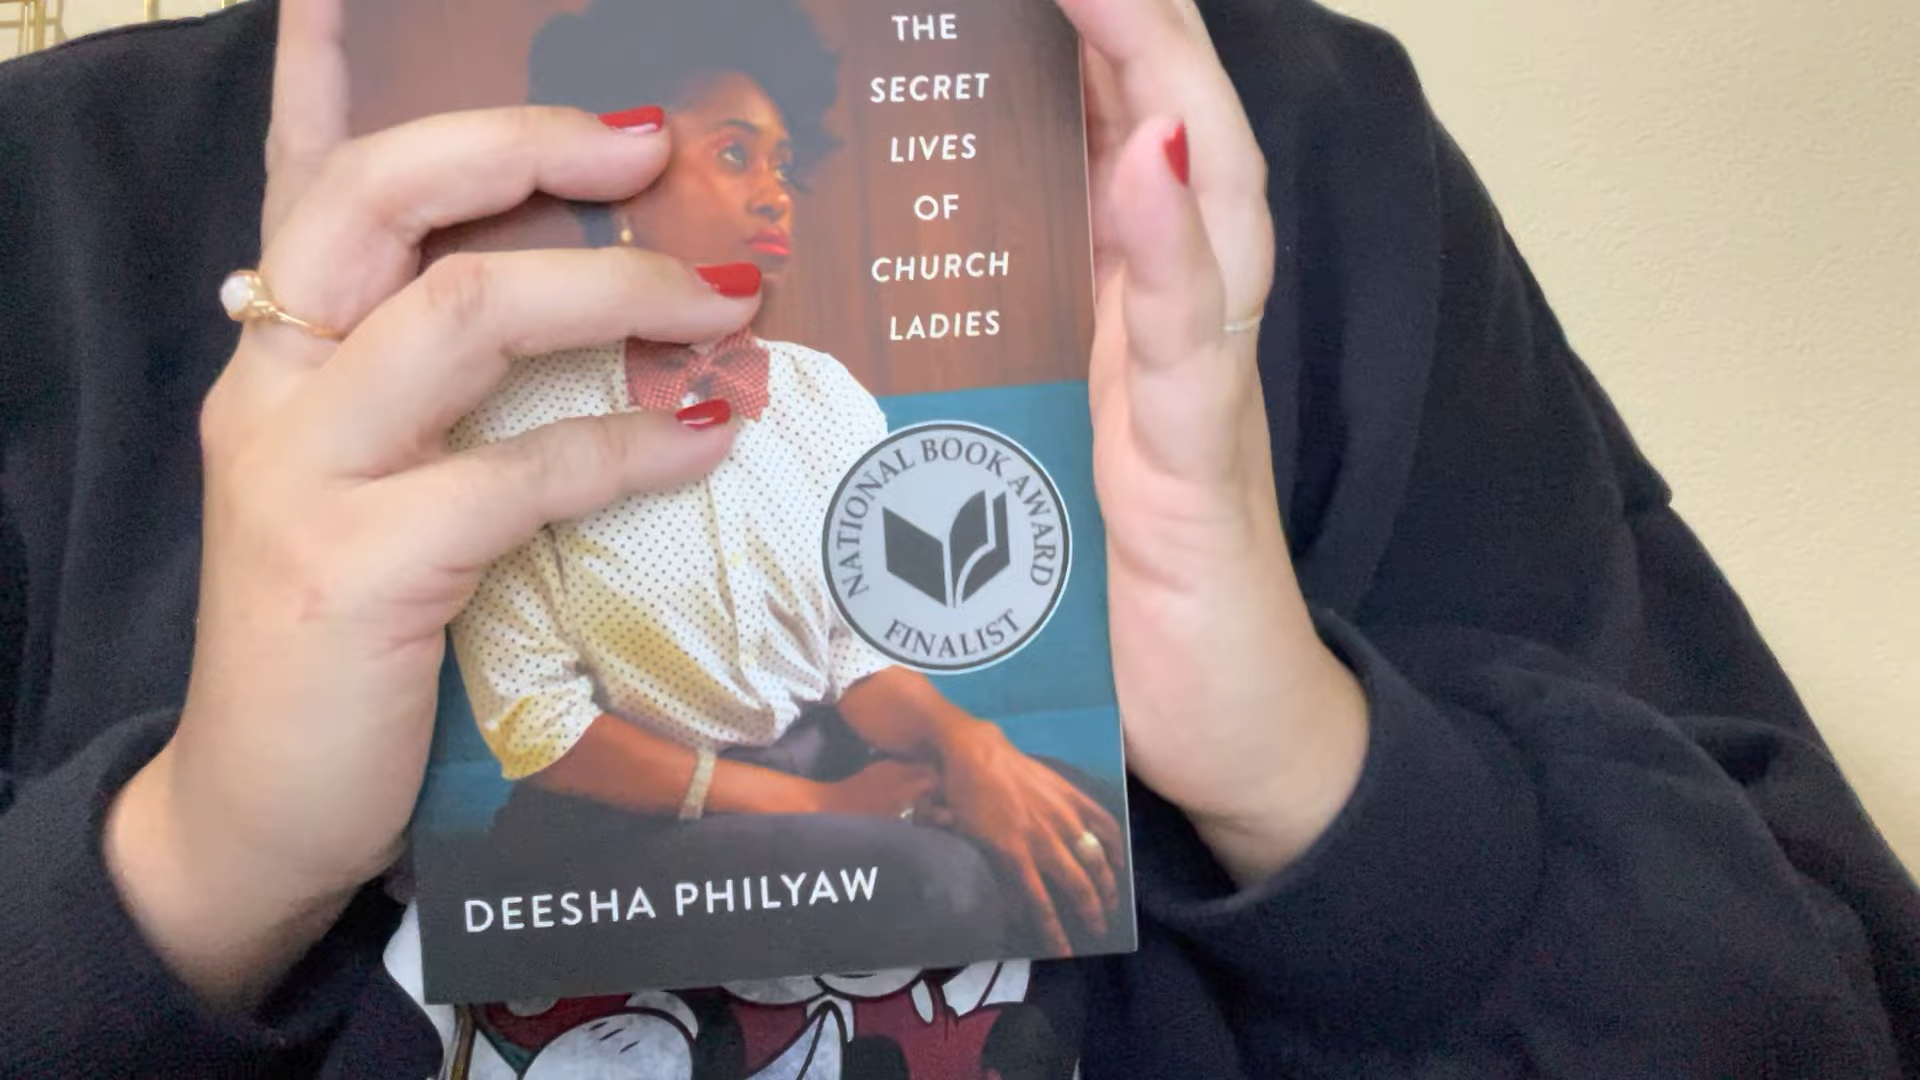 THE
SECRET
LIVES
OF
CHURCH
LADIES
NATIONAL BOOK AWARD
FINALIST
DEESHA PHILYAW